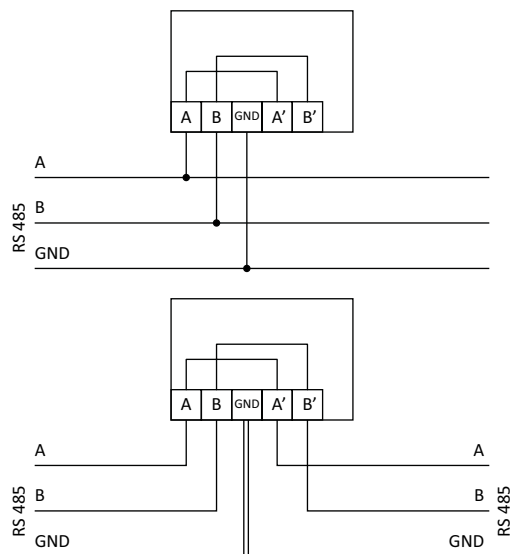 A B GND A’ B’
A
B
GND
RS 485
A B GND A’ B’
A A
B B
GND GND
RS 485 RS 485